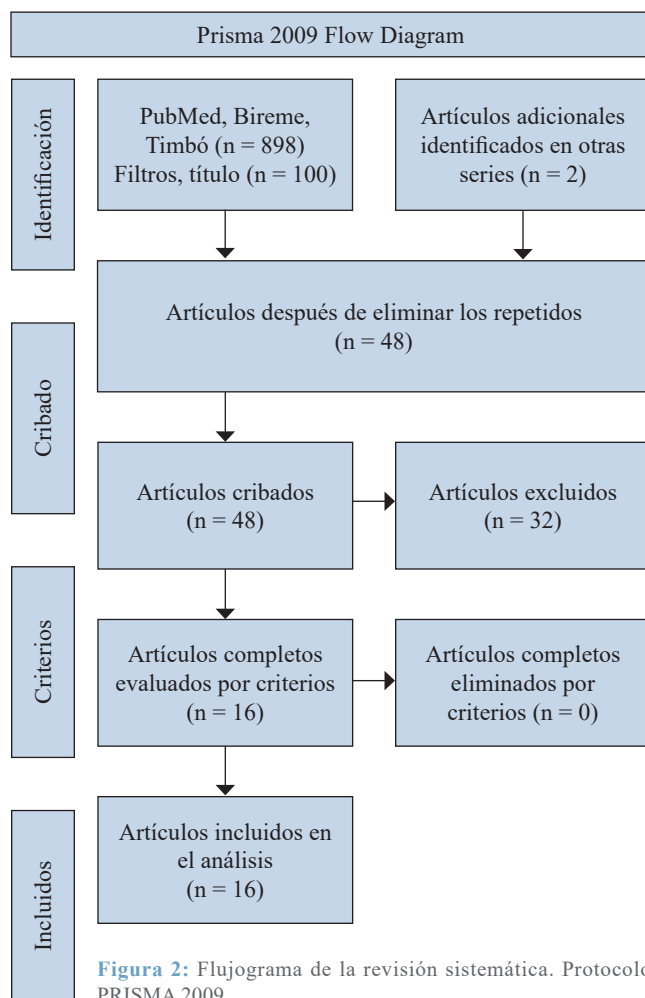 Prisma 2009 Flow Diagram
Identificación
PubMed, Bireme,
Timbó (n = 898)
Filtros, título (n = 100)
Artículos adicionales
identificados en otras
series (n = 2)
Artículos después de eliminar los repetidos
(n = 48)
Cribado
Artículos cribados
(n = 48)
Artículos excluidos
(n = 32)
Criterios
Artículos completos
evaluados por criterios
(n = 16)
Artículos completos
eliminados por
criterios (n = 0)
Incluidos
Artículos incluidos en
el análisis
(n = 16)
Figura 2: Flujograma de la revisión sistemática. Protocolo
PRISMA 2009